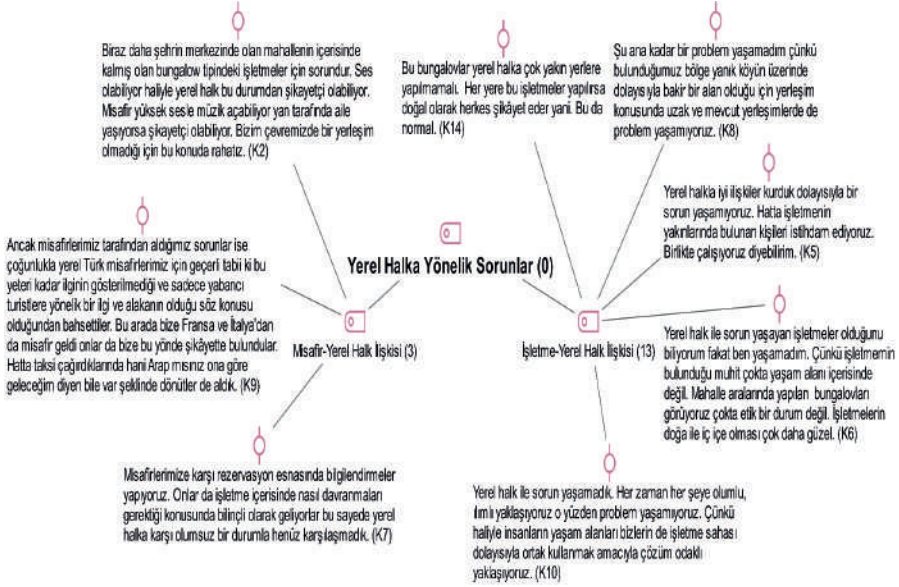 Biraz daha şehrin merkezinde olan mahallenin içerisinde
kalmış olan bungalow tipindeki işletmeler için sorundur. Ses
olabiliyor haliyle yerel halk bu durumdan şikayetçi olabiliyor.
Misafir yüksek sesle müzik açabiliyor yan tarafında aile
yaşıyorsa şikayetçi olabiliyor. Bizim çevremizde bir yerleşim
olmadığı için bu konuda rahatız. (K2)
Bu bungalovlar yerel halka çok yakın yerlere
yapılmamalı. Her yere bu işletmeler yapılırsa
doğal olarak herkes şikâyet eder yani. Bu da
normal. (K14)
Şu ana kadar bir problem yaşamadım çünkü
bulunduğumuz bölge yanık köyün üzerinde
dolayısıyla bakir bir alan olduğu için yerleşim
konusunda uzak ve mevcut yerleşimlerde de
problem yaşamıyoruz. (K8)
Yerel halkla iyi ilişkiler kurduk dolayısıyla bir
sorun yaşamıyoruz. Hatta işletmenin
yakınlarında bulunan kişileri istihdam ediyoruz.
Birlikte çalışıyoruz diyebilirim. (K5)
Ancak misafirlerimiz tarafından aldığımız sorunlar ise
çoğunlukla yerel Türk misafirlerimiz için geçerli tabii ki bu
yeteri kadar ilginin gösterilmediği ve sadece yabancı
turistlere yönelik bir ilgi ve alakanın olduğu söz konusu
olduğundan bahsettiler. Bu arada bize Fransa ve İtalya'dan
da misafir geldi onlar da bize bu yönde şikâyette bulundular.
Hatta taksi çağırdıklarında hani Arap mısınız ona göre
geleceğim diyen bile var şeklinde dönütler de aldık. (K9)
Yerel Halka Yönelik Sorunlar (0)
Misafir-Yerel Halk İlişkisi (3)
İşletme-Yerel Halk İlişkisi (13)
Yerel halk ile sorun yaşayan işletmeler olduğunu
biliyorum fakat ben yaşamadım. Çünkü işletmemin
bulunduğu muhit çokta yaşam alanı içerisinde
değil. Mahalle aralarında yapılan bungalovları
görüyoruz çokta etik bir durum değil. İşletmelerin
doğa ile iç içe olması çok daha güzel. (K6)
Misafirlerimize karşı rezervasyon esnasında bilgilendirmeler
yapıyoruz. Onlar da işletme içerisinde nasıl davranmaları
gerektiği konusunda bilinçli olarak geliyorlar bu sayede yerel
halka karşı olumsuz bir durumla henüz karşılaşmadık. (K7)
Yerel halk ile sorun yaşamadık. Her zaman her şeye olumlu,
ılımlı yaklaşıyoruz o yüzden problem yaşamıyoruz. Çünkü
haliyle insanların yaşam alanları bizlerin de işletme sahası
dolayısıyla ortak kullanmak amacıyla çözüm odaklı
yaklaşıyoruz. (K10)